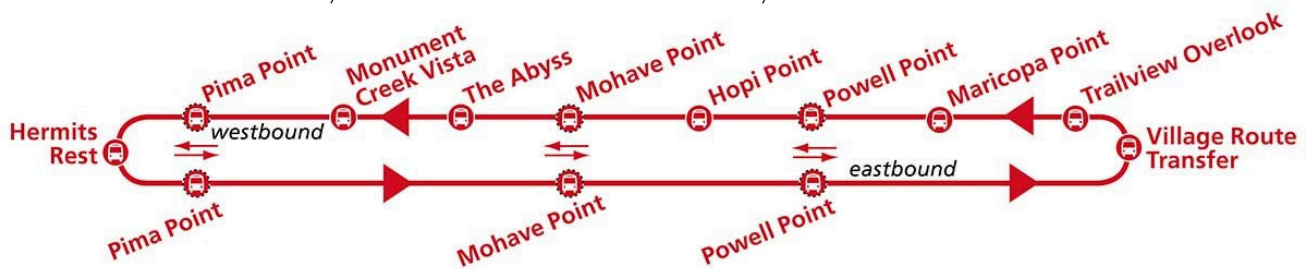 Pima Point
Monument
Creek Vista
The Abyss
Mohave Point
Hopi Point
Powell Point
Maricopa Point
Trailview Overlook
westbound
Hermits
Rest
Village Route
Transfer
eastbound
Pima Point
Mohave Point
Powell Point